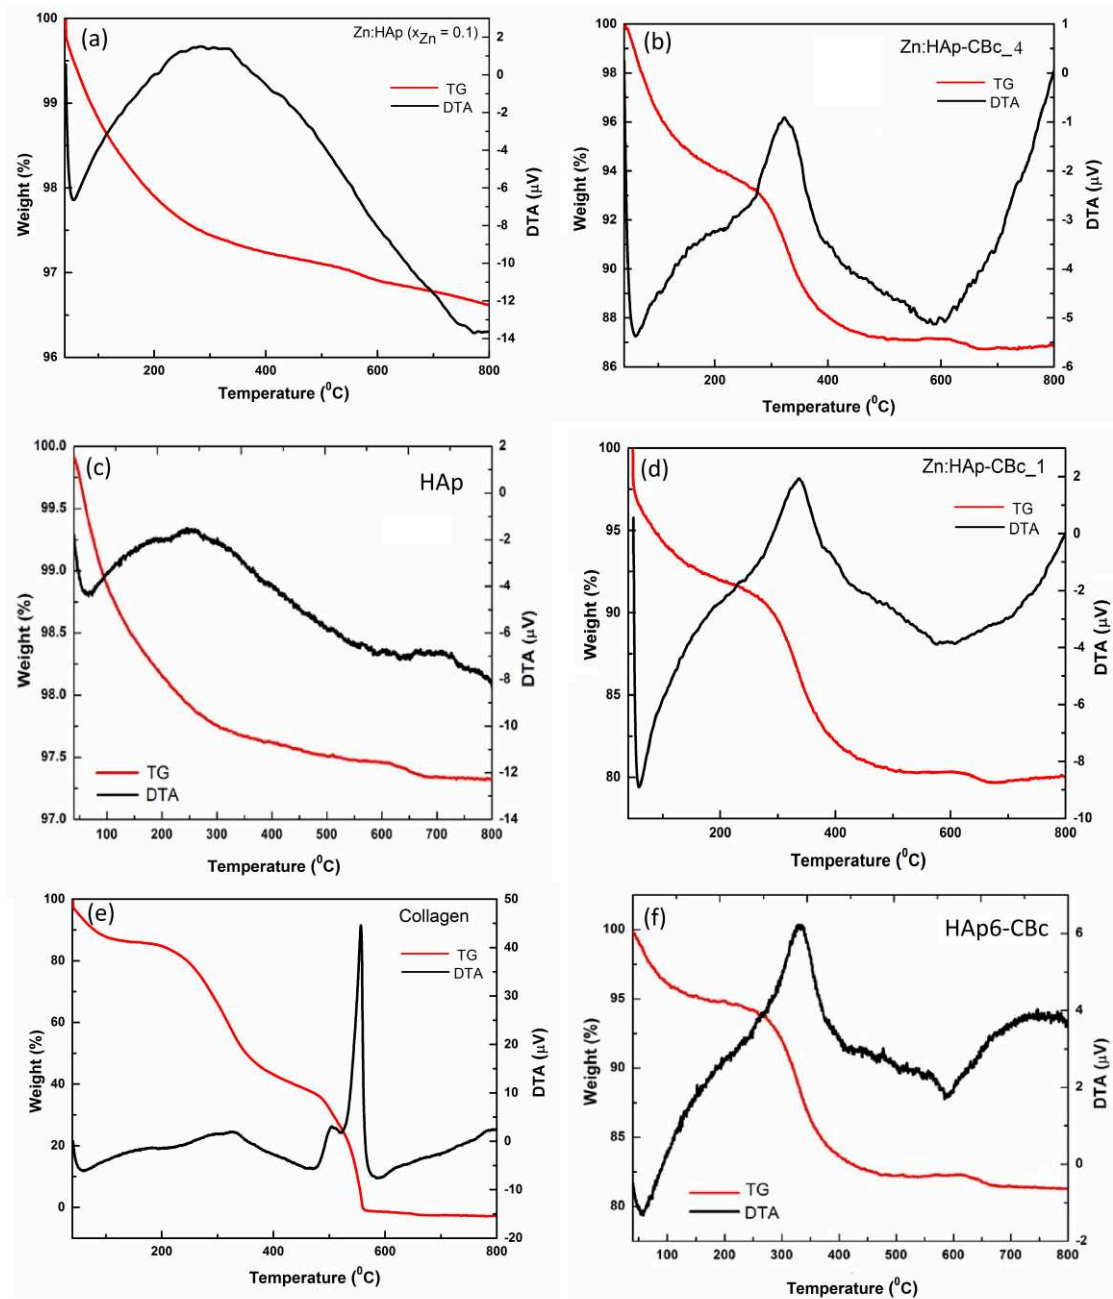 (a)
Zn:HAp (xZn = 0.1)
TG
DTA
100
99
98
97
96
Weight (%)
2
0
-2
-4
-6
-8
-10
-12
-14
DTA (μV)
200 400 600 800
Temperature (⁰C)
(b)
Zn:HAp-CBc_4
TG
DTA
100
98
96
94
92
90
88
86
Weight (%)
1
0
-1
-2
-3
-4
-5
-6
DTA (μV)
200 400 600 800
Temperature (⁰C)
(c)
HAp
TG
DTA
100.0
99.5
99.0
98.5
98.0
97.5
97.0
Weight (%)
2
0
-2
-4
-6
-8
-10
-12
-14
DTA (μV)
100 200 300 400 500 600 700 800
Temperature (⁰C)
(d)
Zn:HAp-CBc_1
TG
DTA
100
95
90
85
80
Weight (%)
2
0
-2
-4
-6
-8
-10
DTA (μV)
200 400 600 800
Temperature (⁰C)
(e)
Collagen
TG
DTA
100
80
60
40
20
0
Weight (%)
50
40
30
20
10
0
-10
-20
DTA (μV)
200 400 600 800
Temperature (⁰C)
(f)
HAp6-CBc
TG
DTA
100
95
90
85
80
Weight (%)
6
4
2
0
-2
DTA (μV)
100 200 300 400 500 600 700 800
Temperature (⁰C)